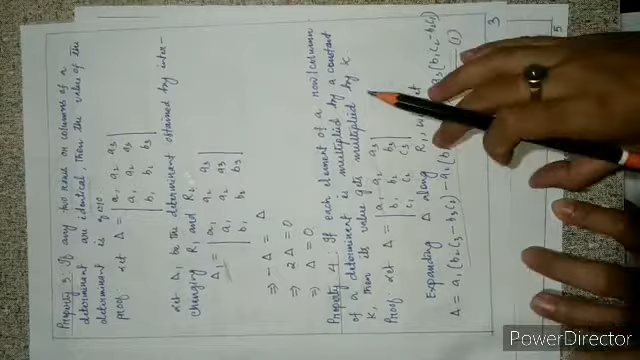 Property 3: If any two rows or columns of a
determinant are identical, then the value of the
determinant is zero.
proof: Let Δ = | a₁ a₂ a₃ |
| a₁ a₂ a₃ |
| b₁ b₂ b₃ |
Let Δ₁ be the determinant obtained by inter-
changing R₁ and R₂
Δ₁ = | a₁ a₂ a₃ |
| a₁ a₂ a₃ |
| b₁ b₂ b₃ |
⇒ -Δ = Δ
⇒ 2Δ = 0
⇒ Δ = 0
Property 4: If each element of a row/column
of a determinant is multiplied by a constant
K, then its value gets multiplied by K.
Proof: Let Δ = | a₁ a₂ a₃ |
| b₁ b₂ b₃ |
| c₁ c₂ c₃ |
Expanding Δ along R₁, we
Δ = a₁(b₂c₃ - b₃c₂) - a₂(b
(1)
3
5
PowerDirector